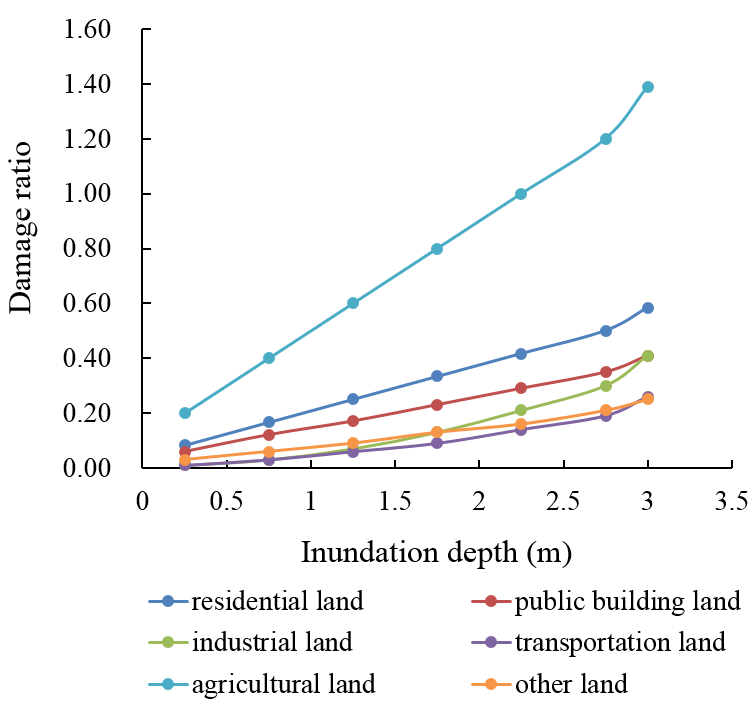 1.60
1.40
1.20
1.00
0.80
0.60
0.40
0.20
0.00
Damage ratio
0 0.5 1 1.5 2 2.5 3 3.5
Inundation depth (m)
residential land public building land
industrial land transportation land
agricultural land other land